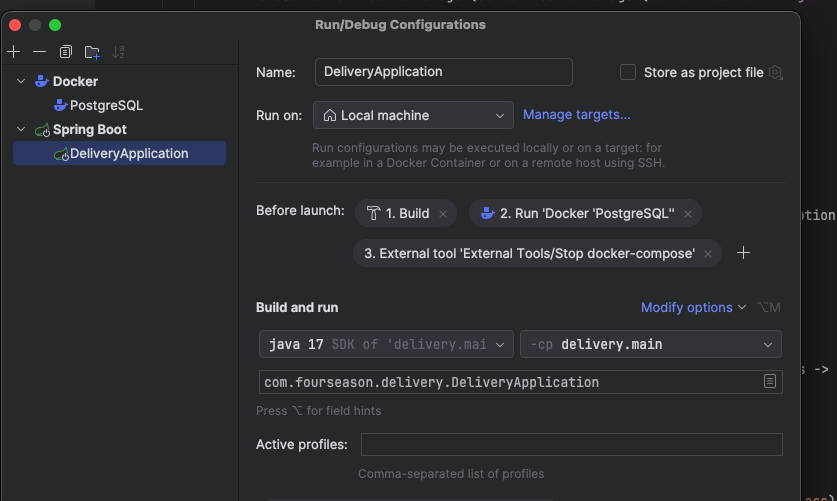 Run/Debug Configurations
Docker
PostgreSQL
Spring Boot
DeliveryApplication
Name: DeliveryApplication Store as project file
Run on: Local machine Manage targets...
Run configurations may be executed locally or on a target: for
example in a Docker Container or on a remote host using SSH.
Before launch: 1. Build × 2. Run 'Docker 'PostgreSQL'' ×
3. External tool 'External Tools/Stop docker-compose' ×
Build and run Modify options ⌥M
java 17 SDK of 'delivery.mai -cp delivery.main
com.fourseason.delivery.DeliveryApplication
Press ⌥ for field hints
Active profiles:
Comma-separated list of profiles